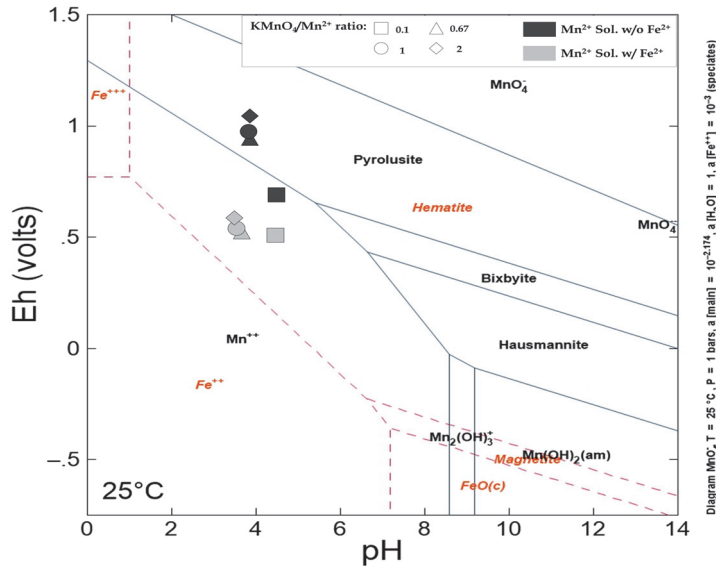 KMnO₄/Mn²⁺ ratio:
0.1
0.67
1
2
Mn²⁺ Sol. w/o Fe²⁺
Mn²⁺ Sol. w/ Fe²⁺
1
.5
0
–.5
Eh (volts)
Fe⁺⁺⁺
MnO₄⁻
Pyrolusite
Hematite
MnO₄⁻
Bixbyite
Hausmannite
Mn⁺⁺
Fe⁺⁺
Mn₂(OH)₃⁺
Mn(OH)₂(am)
Magnetite
FeO(c)
25°C
0 2 4 6 8 10 12 14
pH
Diagram MnO₄⁻, T = 25 °C, P = 1 bars, a [main] = 10⁻²·¹⁷⁴, a [H₂O] = 1, a [Fe⁺⁺] = 10⁻³ (speciates)